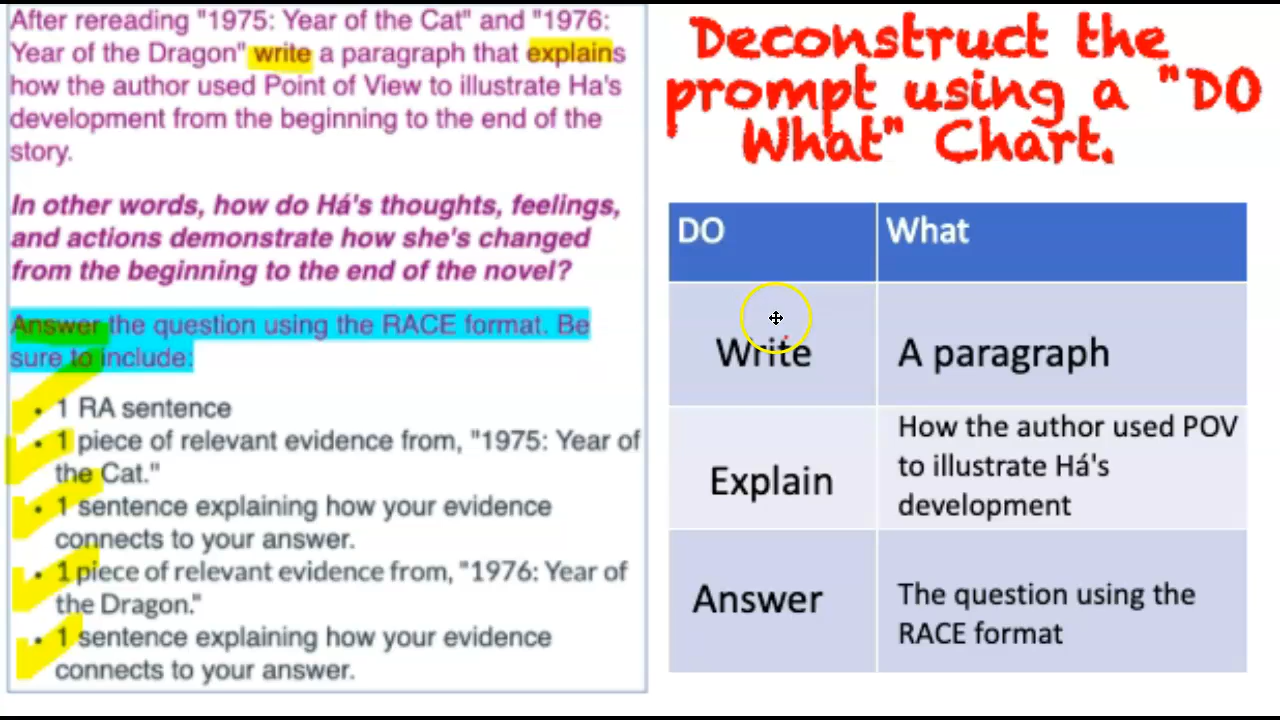 After rereading "1975: Year of the Cat" and "1976:
Year of the Dragon" write a paragraph that explains
how the author used Point of View to illustrate Ha's
development from the beginning to the end of the
story.
In other words, how do Há's thoughts, feelings,
and actions demonstrate how she's changed
from the beginning to the end of the novel?
Answer the question using the RACE format. Be
sure to include:
• 1 RA sentence
• 1 piece of relevant evidence from, "1975: Year of
the Cat."
• 1 sentence explaining how your evidence
connects to your answer.
• 1 piece of relevant evidence from, "1976: Year of
the Dragon."
• 1 sentence explaining how your evidence
connects to your answer.
Deconstruct the
prompt using a "DO
What" Chart.
DO What
Write A paragraph
Explain How the author used POV
to illustrate Há's
development
Answer The question using the
RACE format